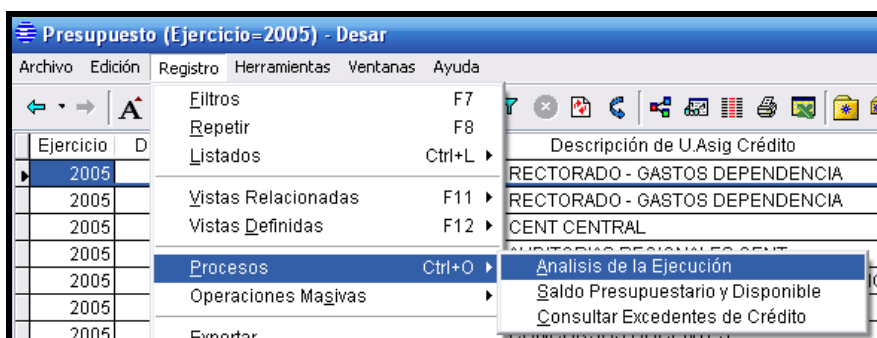 Presupuesto (Ejercicio=2005) - Desar
Archivo Edición Registro Herramientas Ventanas Ayuda
Filtros F7
Repetir F8
Listados Ctrl+L
Vistas Relacionadas F11
Vistas Definidas F12
Procesos Ctrl+O
Operaciones Masivas
Exportar
Analisis de la Ejecución
Saldo Presupuestario y Disponible
Consultar Excedentes de Crédito
Ejercicio D Descripción de U.Asig Crédito
2005 RECTORADO - GASTOS DEPENDENCIA
2005 RECTORADO - GASTOS DEPENDENCIA
2005 CENT CENTRAL
2005 AUDITORIAS REGIONALES CENT
2005
2005
2005